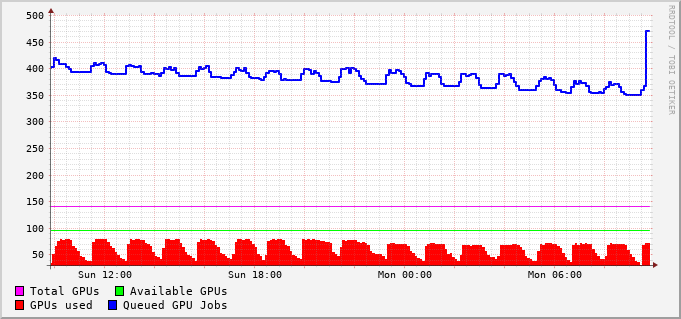 500
450
400
350
300
250
200
150
100
50
Sun 12:00 Sun 18:00 Mon 00:00 Mon 06:00
Total GPUs Available GPUs
GPUs used Queued GPU Jobs
RRDTOOL / TOBI OETIKER